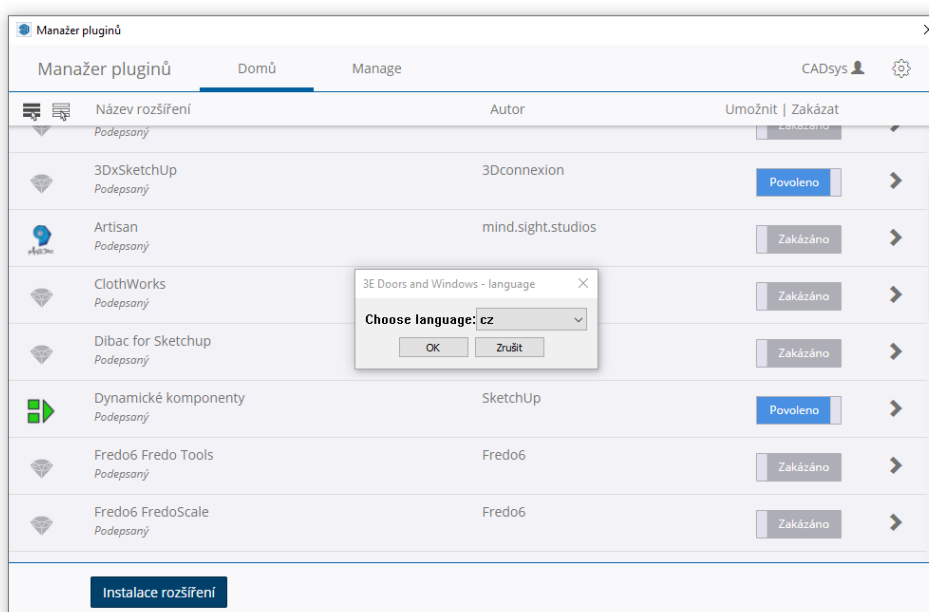 Manažer pluginů
Manažer pluginů Domů Manage CADsys
Název rozšíření Autor Umožnit | Zakázat
Podepsaný Zakázáno
3DxSketchUp 3Dconnexion
Podepsaný Povoleno
Artisan mind.sight.studios
Podepsaný Zakázáno
ClothWorks
Podepsaný Zakázáno
3E Doors and Windows - language
Choose language: cz
OK Zrušit
Dibac for Sketchup
Podepsaný Zakázáno
Dynamické komponenty SketchUp
Podepsaný Povoleno
Fredo6 Fredo Tools Fredo6
Podepsaný Zakázáno
Fredo6 FredoScale Fredo6
Podepsaný Zakázáno
Instalace rozšíření